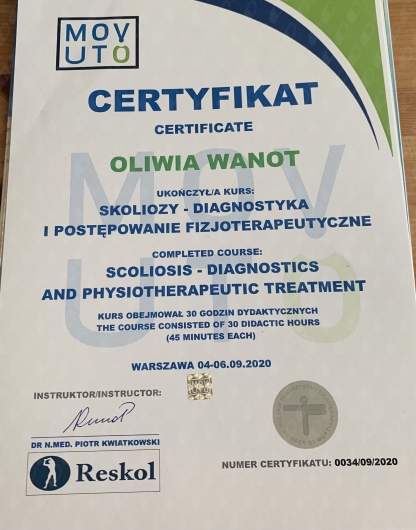 MOV
UTO
CERTYFIKAT
CERTIFICATE
OLIWIA WANOT
UKOŃCZYŁ/A KURS:
SKOLIOZY - DIAGNOSTYKA
I POSTĘPOWANIE FIZJOTERAPEUTYCZNE
COMPLETED COURSE:
SCOLIOSIS - DIAGNOSTICS
AND PHYSIOTHERAPEUTIC TREATMENT
KURS OBEJMOWAŁ 30 GODZIN DYDAKTYCZNYCH
THE COURSE CONSISTED OF 30 DIDACTIC HOURS
(45 MINUTES EACH)
WARSZAWA 04-06.09.2020
INSTRUKTOR/INSTRUCTOR:
DR N.MED. PIOTR KWIATKOWSKI
Reskol
NUMER CERTYFIKATU: 0034/09/2020